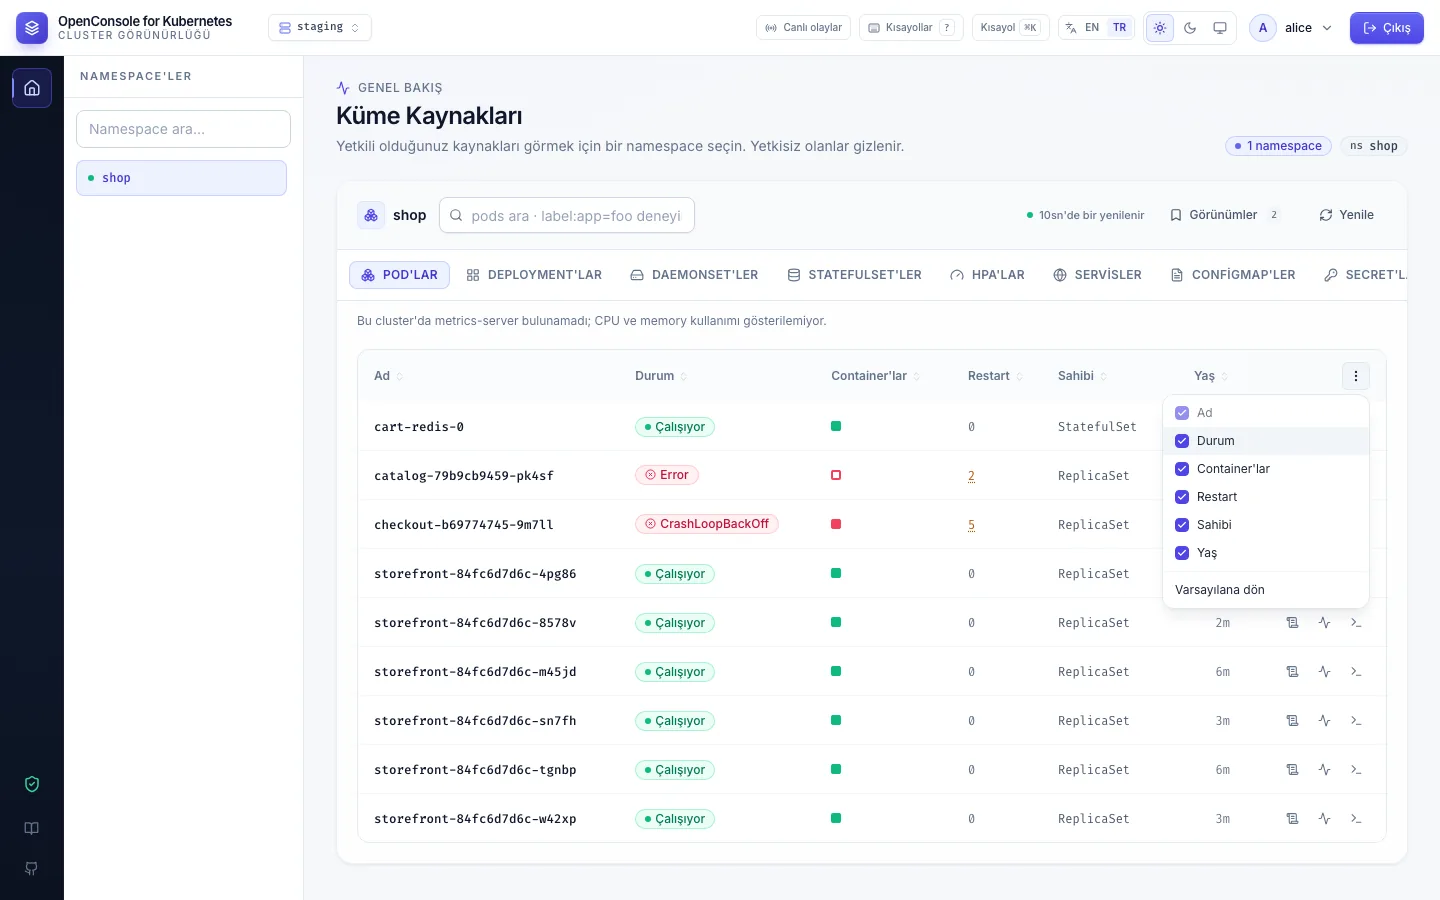 OpenConsole for Kubernetes
CLUSTER GÖRÜNÜRLÜĞÜ
staging
Canlı olaylar
Kısayollar ?
Kısayol ⌘K
EN TR
A alice
Çıkış
NAMESPACE'LER
Namespace ara...
shop
GENEL BAKIŞ
Küme Kaynakları
Yetkili olduğunuz kaynakları görmek için bir namespace seçin. Yetkisiz olanlar gizlenir.
1 namespace
ns shop
shop
pods ara · label:app=foo deneyi
10sn'de bir yenilenir
Görünümler 2
Yenile
POD'LAR DEPLOYMENT'LAR DAEMONSET'LER STATEFULSET'LER HPA'LAR SERVİSLER CONFİGMAP'LER SECRET'L
Bu cluster'da metrics-server bulunamadı; CPU ve memory kullanımı gösterilemiyor.
Ad Durum Container'lar Restart Sahibi Yaş
cart-redis-0 Çalışıyor 0 StatefulSet
catalog-79b9cb9459-pk4sf Error 2 ReplicaSet
checkout-b69774745-9m7ll CrashLoopBackOff 5 ReplicaSet
storefront-84fc6d7d6c-4pg86 Çalışıyor 0 ReplicaSet
storefront-84fc6d7d6c-8578v Çalışıyor 0 ReplicaSet 2m
storefront-84fc6d7d6c-m45jd Çalışıyor 0 ReplicaSet 6m
storefront-84fc6d7d6c-sn7fh Çalışıyor 0 ReplicaSet 3m
storefront-84fc6d7d6c-tgnbp Çalışıyor 0 ReplicaSet 6m
storefront-84fc6d7d6c-w42xp Çalışıyor 0 ReplicaSet 3m
Ad
Durum
Container'lar
Restart
Sahibi
Yaş
Varsayılana dön